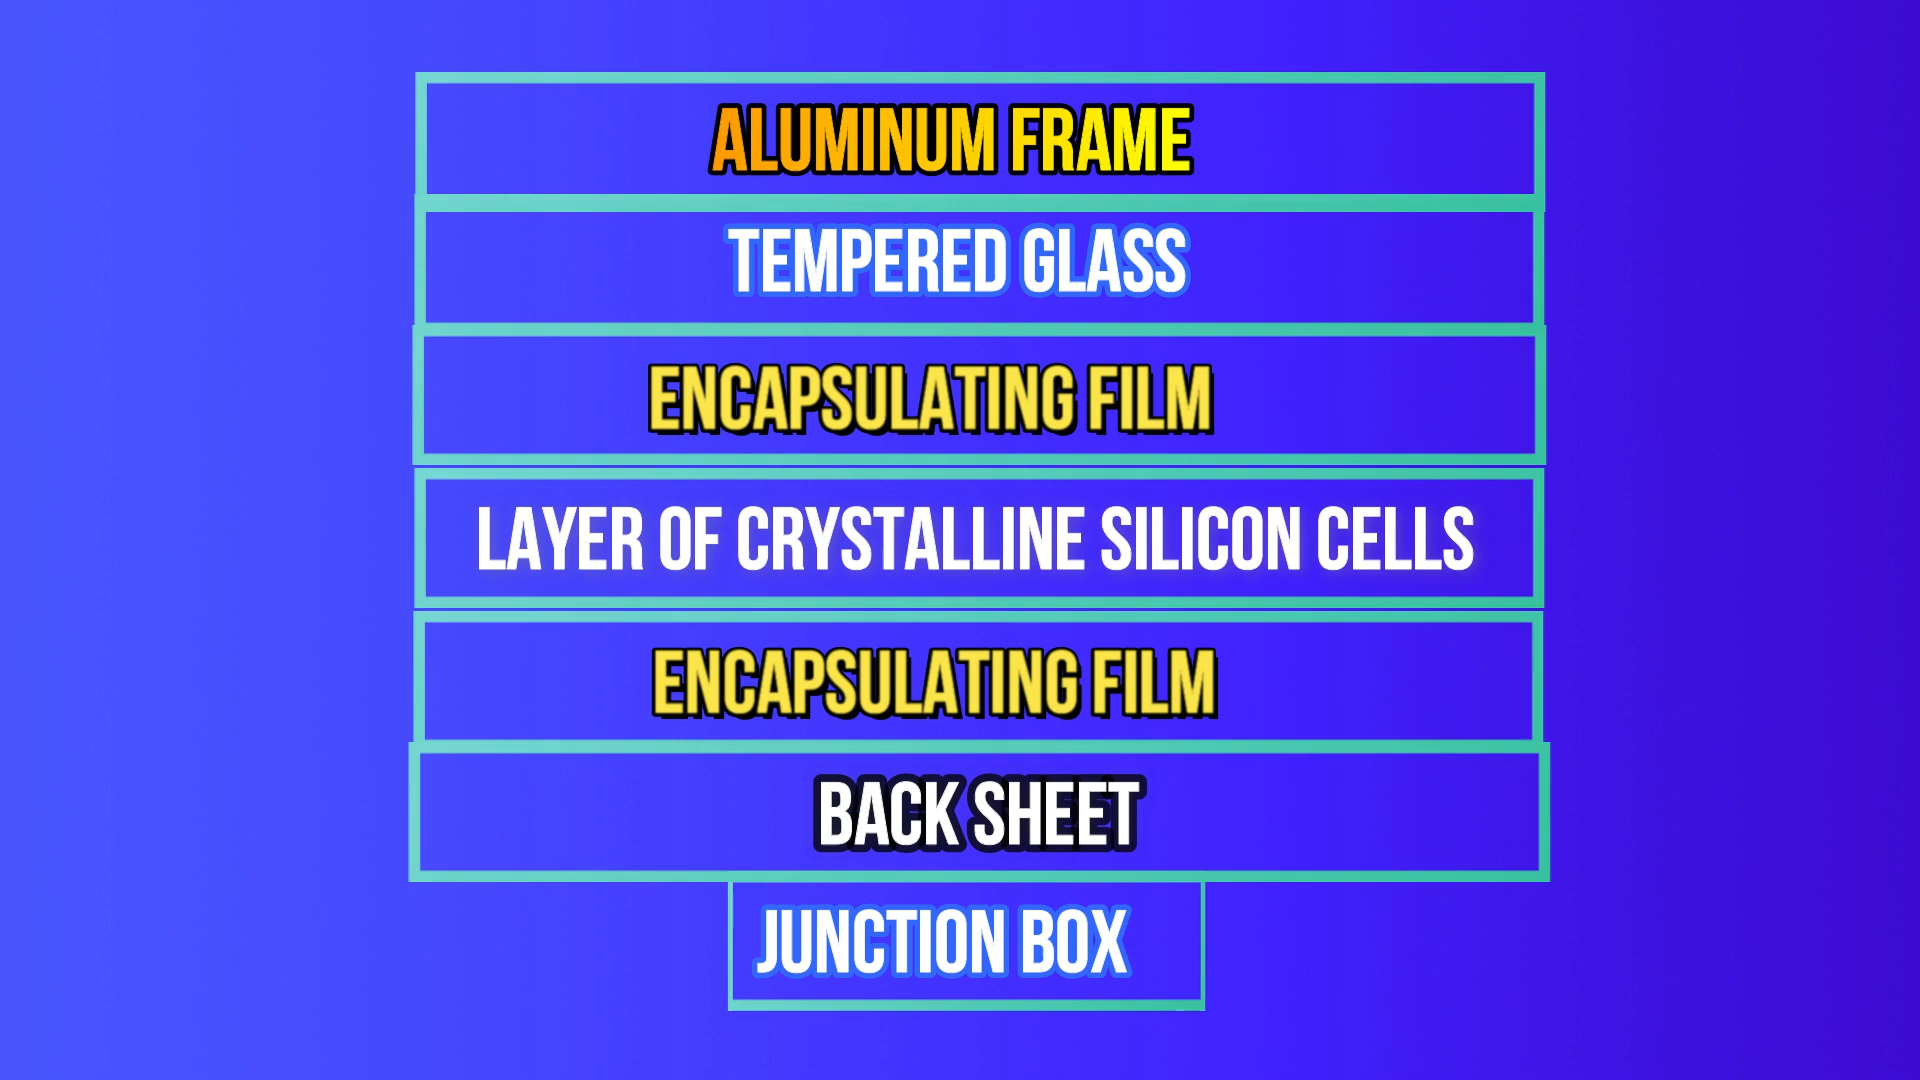 ALUMINUM FRAME
TEMPERED GLASS
ENCAPSULATING FILM
LAYER OF CRYSTALLINE SILICON CELLS
ENCAPSULATING FILM
BACK SHEET
JUNCTION BOX